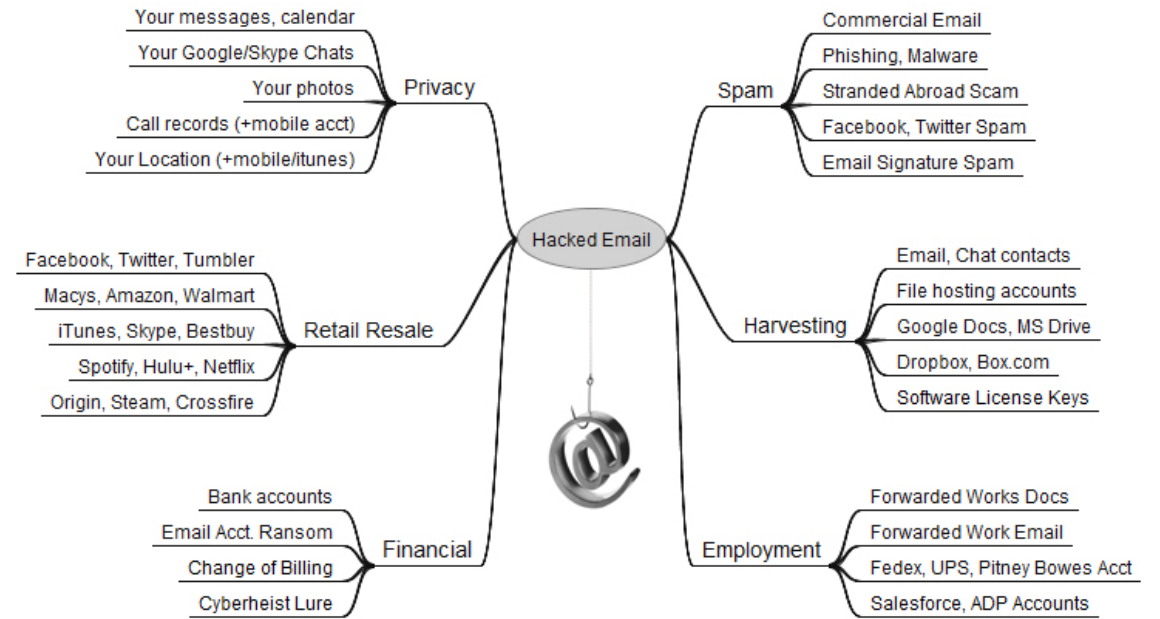 Your messages, calendar
Your Google/Skype Chats
Your photos
Call records (+mobile acct)
Your Location (+mobile/itunes)
Privacy
Facebook, Twitter, Tumbler
Macys, Amazon, Walmart
iTunes, Skype, Bestbuy
Spotify, Hulu+, Netflix
Origin, Steam, Crossfire
Retail Resale
Bank accounts
Email Acct. Ransom
Change of Billing
Cyberheist Lure
Financial
Hacked Email
@
Spam
Commercial Email
Phishing, Malware
Stranded Abroad Scam
Facebook, Twitter Spam
Email Signature Spam
Harvesting
Email, Chat contacts
File hosting accounts
Google Docs, MS Drive
Dropbox, Box.com
Software License Keys
Employment
Forwarded Works Docs
Forwarded Work Email
Fedex, UPS, Pitney Bowes Acct
Salesforce, ADP Accounts